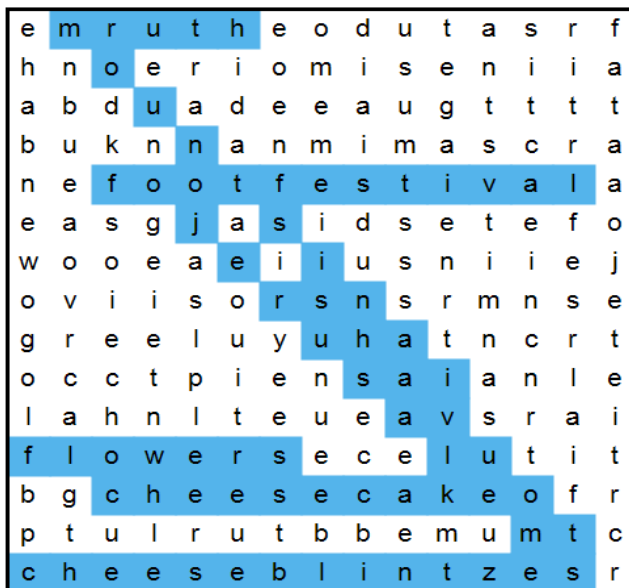 e m r u t h e o d u t a s r f
h n o e r i o m i s e n i i a
a b d u a d e e a u g t t t t
b u k n n a n m i m a s c r a
n e f o o t f e s t i v a l a
e a s g j a s i d s e t e f o
w o o e a e i i u s n i i e j
o v i i s o r s n s r m n s e
g r e e l u y u h a t n c r t
o c c t p i e n s a i a n l e
l a h n l t e u e a v s r a i
f l o w e r s e c e l u t i t
b g c h e e s e c a k e o f r
p t u l r u t b b e m u m t c
c h e e s e b l i n t z e s r